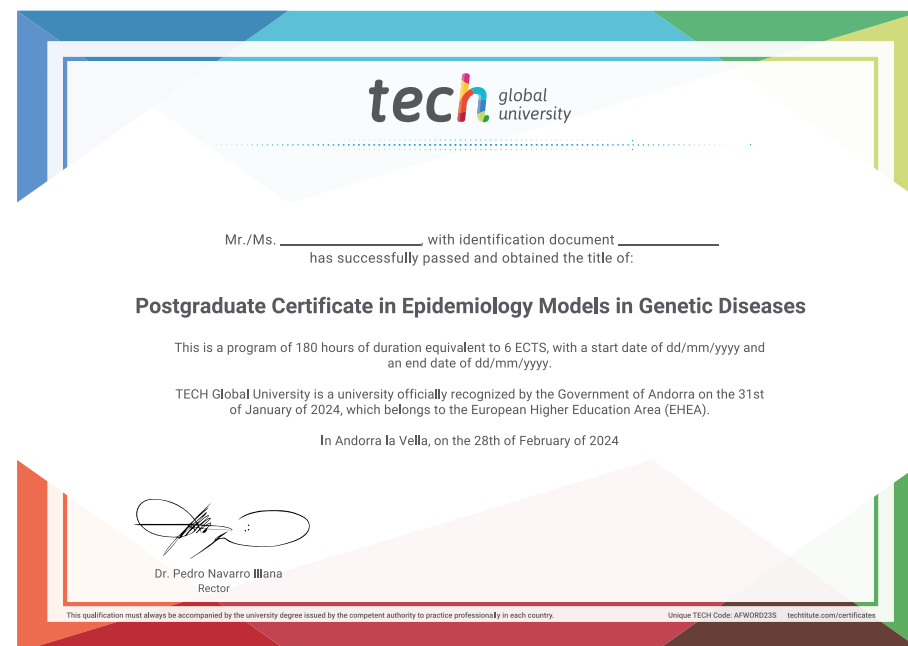 tech global university
Mr./Ms. ____________, with identification document ____________
has successfully passed and obtained the title of:
Postgraduate Certificate in Epidemiology Models in Genetic Diseases
This is a program of 180 hours of duration equivalent to 6 ECTS, with a start date of dd/mm/yyyy and
an end date of dd/mm/yyyy.
TECH Global University is a university officially recognized by the Government of Andorra on the 31st
of January of 2024, which belongs to the European Higher Education Area (EHEA).
In Andorra la Vella, on the 28th of February of 2024
Dr. Pedro Navarro Illana
Rector
This qualification must always be accompanied by the university degree issued by the competent authority to practice professionally in each country. Unique TECH Code: AFWORD23S techtitute.com/certificates